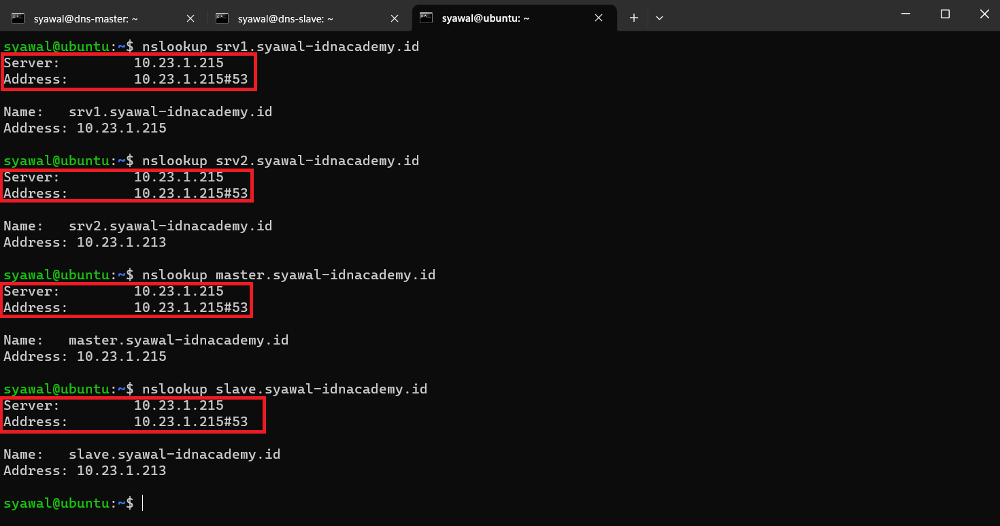 syawal@dns-master: ~
syawal@dns-slave: ~
syawal@ubuntu: ~
syawal@ubuntu:~$ nslookup srv1.syawal-idnacademy.id
Server:         10.23.1.215
Address:        10.23.1.215#53
Name:   srv1.syawal-idnacademy.id
Address: 10.23.1.215
syawal@ubuntu:~$ nslookup srv2.syawal-idnacademy.id
Server:         10.23.1.215
Address:        10.23.1.215#53
Name:   srv2.syawal-idnacademy.id
Address: 10.23.1.213
syawal@ubuntu:~$ nslookup master.syawal-idnacademy.id
Server:         10.23.1.215
Address:        10.23.1.215#53
Name:   master.syawal-idnacademy.id
Address: 10.23.1.215
syawal@ubuntu:~$ nslookup slave.syawal-idnacademy.id
Server:         10.23.1.215
Address:        10.23.1.215#53
Name:   slave.syawal-idnacademy.id
Address: 10.23.1.213
syawal@ubuntu:~$